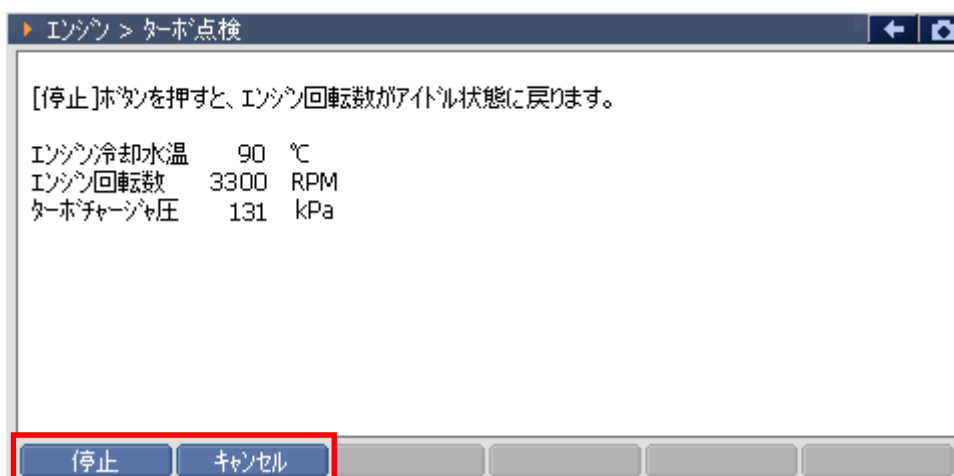 エンジン > ターボ点検
[停止]ボタンを押すと、エンジン回転数がアイドル状態に戻ります。
エンジン冷却水温 90 ℃
エンジン回転数 3300 RPM
ターボチャージャ圧 131 kPa
停止 キャンセル